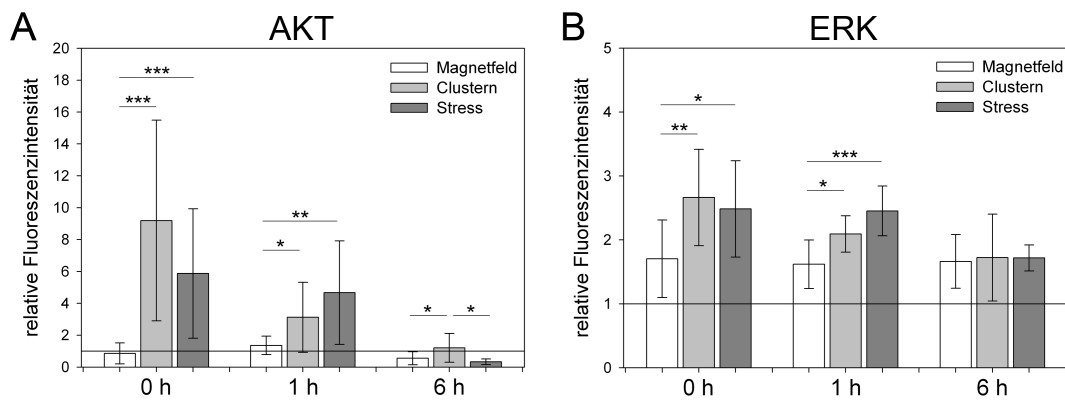 A
AKT
relative Fluoreszenzintensität
20
18
16
14
12
10
8
6
4
2
0
Magnetfeld
Clustern
Stress
***
***
**
*
*
*
0 h
1 h
6 h
B
ERK
relative Fluoreszenzintensität
5
4
3
2
1
0
Magnetfeld
Clustern
Stress
*
**
***
*
0 h
1 h
6 h